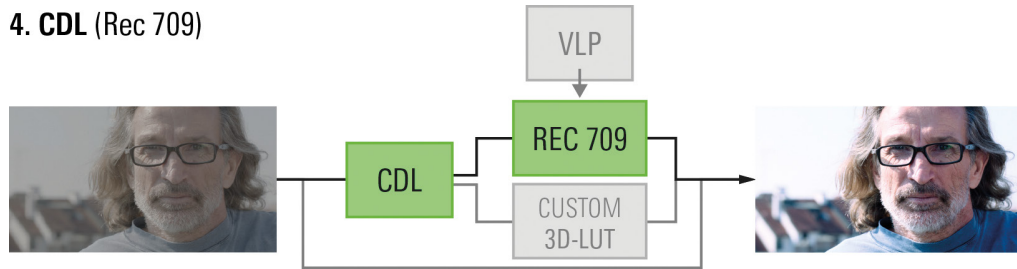 4. CDL (Rec 709)
VLP
REC 709
CDL
CUSTOM
3D-LUT